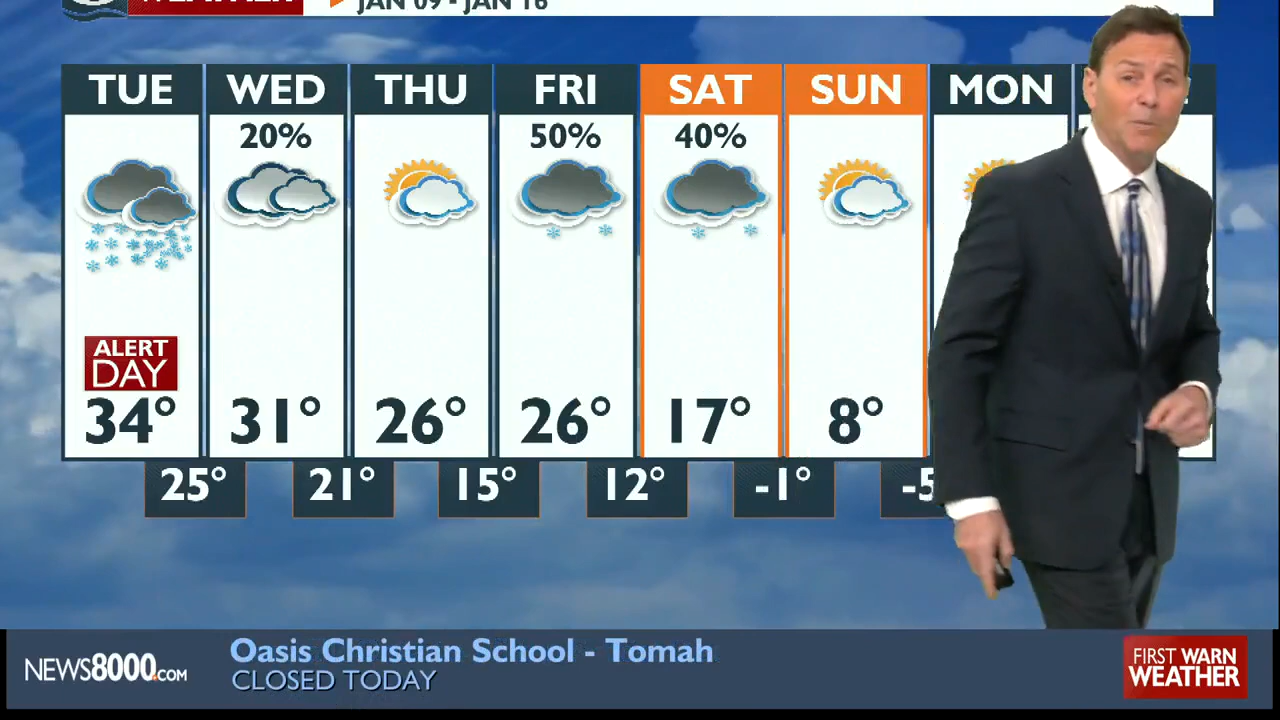 WEATHER
JAN 09 - JAN 16
TUE WED THU FRI SAT SUN MON
20% 50% 40%
ALERT
DAY
34° 31° 26° 26° 17° 8°
25° 21° 15° 12° -1° -5
NEWS8000.COM
Oasis Christian School - Tomah
CLOSED TODAY
FIRST WARN
WEATHER